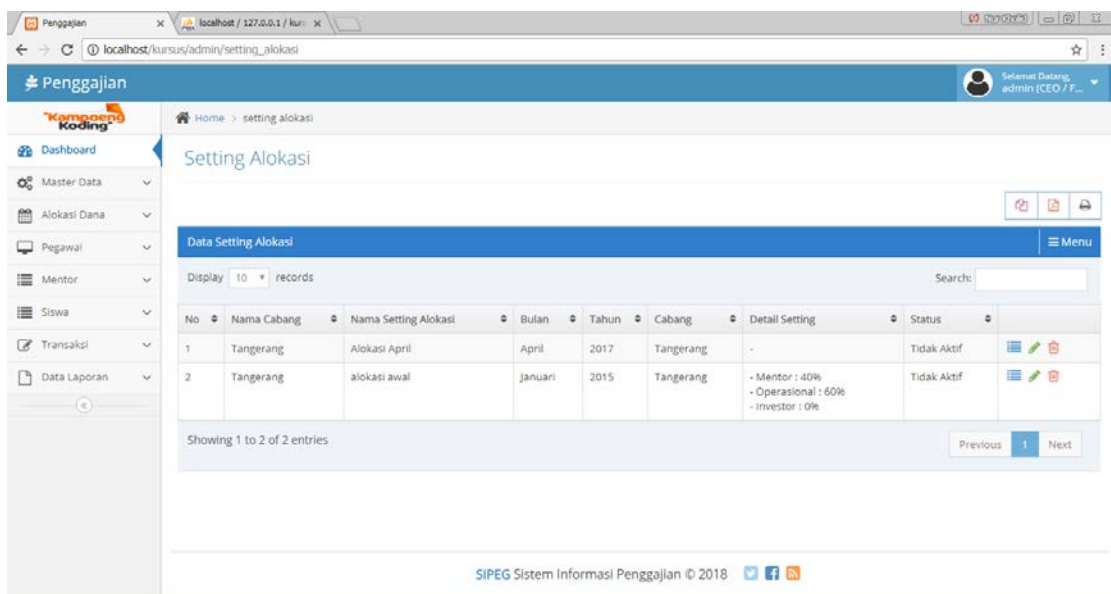 Penggajian
localhost / 127.0.0.1 / kurs
localhost/kursus/admin/setting_alokasi
Penggajian
Selamat Datang,
admin (CEO / F...
"Kampoeng
Koding"
Home > setting alokasi
Dashboard
Master Data
Alokasi Dana
Pegawai
Mentor
Siswa
Transaksi
Data Laporan
Setting Alokasi
Data Setting Alokasi
Menu
Display 10 records
Search:
No Nama Cabang Nama Setting Alokasi Bulan Tahun Cabang Detail Setting Status
1 Tangerang Alokasi April April 2017 Tangerang - Tidak Aktif
2 Tangerang alokasi awal Januari 2015 Tangerang - Mentor : 40% Tidak Aktif
- Operasional : 60%
- Investor : 0%
Showing 1 to 2 of 2 entries
Previous 1 Next
SIPEG Sistem Informasi Penggajian © 2018